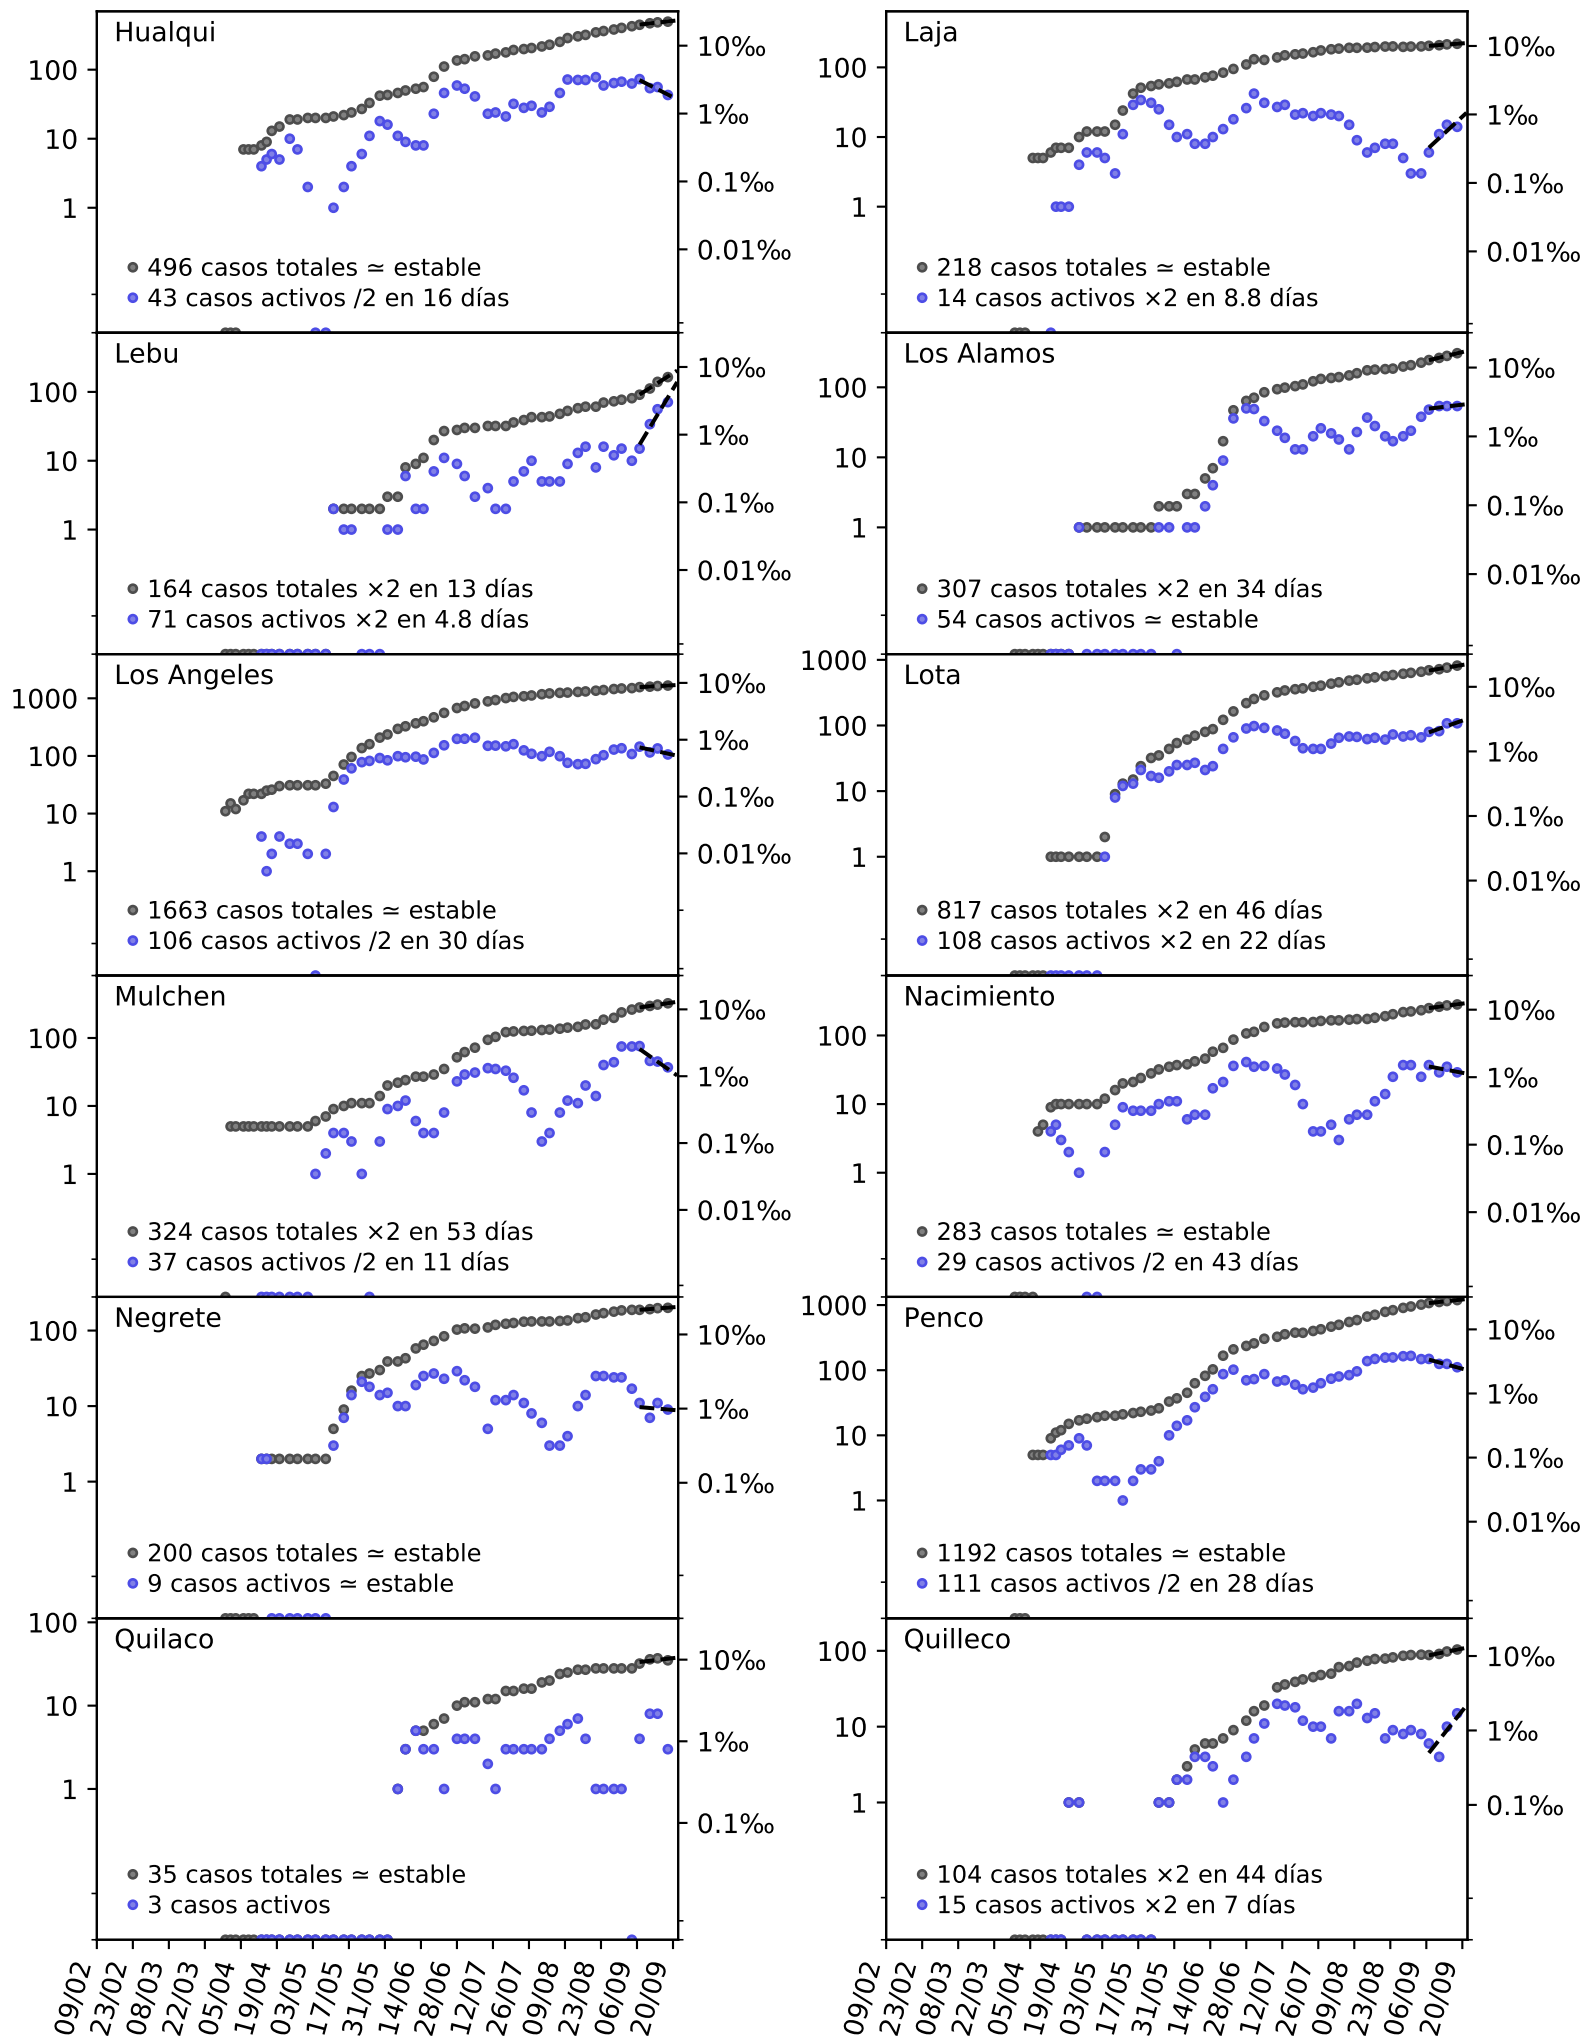 Hualqui
100
10
1
10‰
1‰
0.1‰
0.01‰
496 casos totales ≃ estable
43 casos activos /2 en 16 días
Laja
100
10
1
10‰
1‰
0.1‰
0.01‰
218 casos totales ≃ estable
14 casos activos ×2 en 8.8 días
Lebu
100
10
1
10‰
1‰
0.1‰
0.01‰
164 casos totales ×2 en 13 días
71 casos activos ×2 en 4.8 días
Los Alamos
100
10
1
10‰
1‰
0.1‰
0.01‰
307 casos totales ×2 en 34 días
54 casos activos ≃ estable
Los Angeles
1000
100
10
1
10‰
1‰
0.1‰
0.01‰
1663 casos totales ≃ estable
106 casos activos /2 en 30 días
Lota
1000
100
10
1
10‰
1‰
0.1‰
0.01‰
817 casos totales ×2 en 46 días
108 casos activos ×2 en 22 días
Mulchen
100
10
1
10‰
1‰
0.1‰
0.01‰
324 casos totales ×2 en 53 días
37 casos activos /2 en 11 días
Nacimiento
100
10
1
10‰
1‰
0.1‰
0.01‰
283 casos totales ≃ estable
29 casos activos /2 en 43 días
Negrete
100
10
1
10‰
1‰
0.1‰
200 casos totales ≃ estable
9 casos activos ≃ estable
Penco
1000
100
10
1
10‰
1‰
0.1‰
0.01‰
1192 casos totales ≃ estable
111 casos activos /2 en 28 días
Quilaco
100
10
1
10‰
1‰
0.1‰
35 casos totales ≃ estable
3 casos activos
Quilleco
100
10
1
10‰
1‰
0.1‰
104 casos totales ×2 en 44 días
15 casos activos ×2 en 7 días
09/02 23/02 08/03 22/03 05/04 19/04 03/05 17/05 31/05 14/06 28/06 12/07 26/07 09/08 23/08 06/09 20/09
09/02 23/02 08/03 22/03 05/04 19/04 03/05 17/05 31/05 14/06 28/06 12/07 26/07 09/08 23/08 06/09 20/09